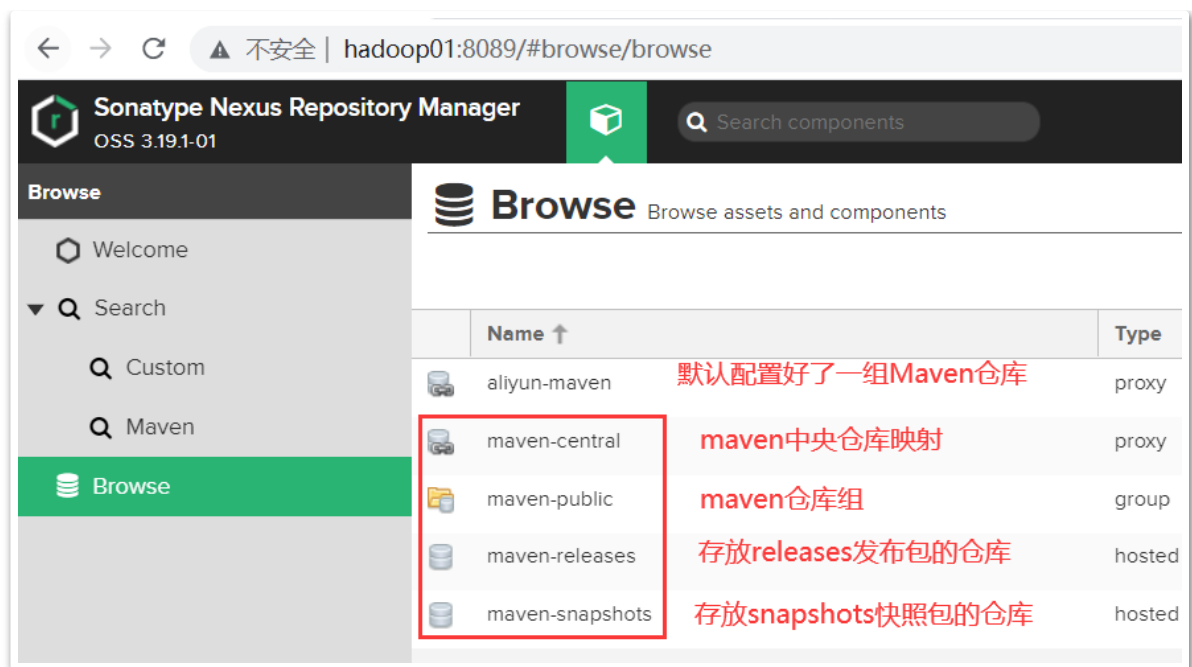 不安全 | hadoop01:8089/#browse/browse
Sonatype Nexus Repository Manager
OSS 3.19.1-01
Search components
Browse
Welcome
Search
Custom
Maven
Browse
Browse Browse assets and components
Name Type
aliyun-maven 默认配置好了一组Maven仓库 proxy
maven-central maven中央仓库映射 proxy
maven-public maven仓库组 group
maven-releases 存放releases发布包的仓库 hosted
maven-snapshots 存放snapshots快照包的仓库 hosted